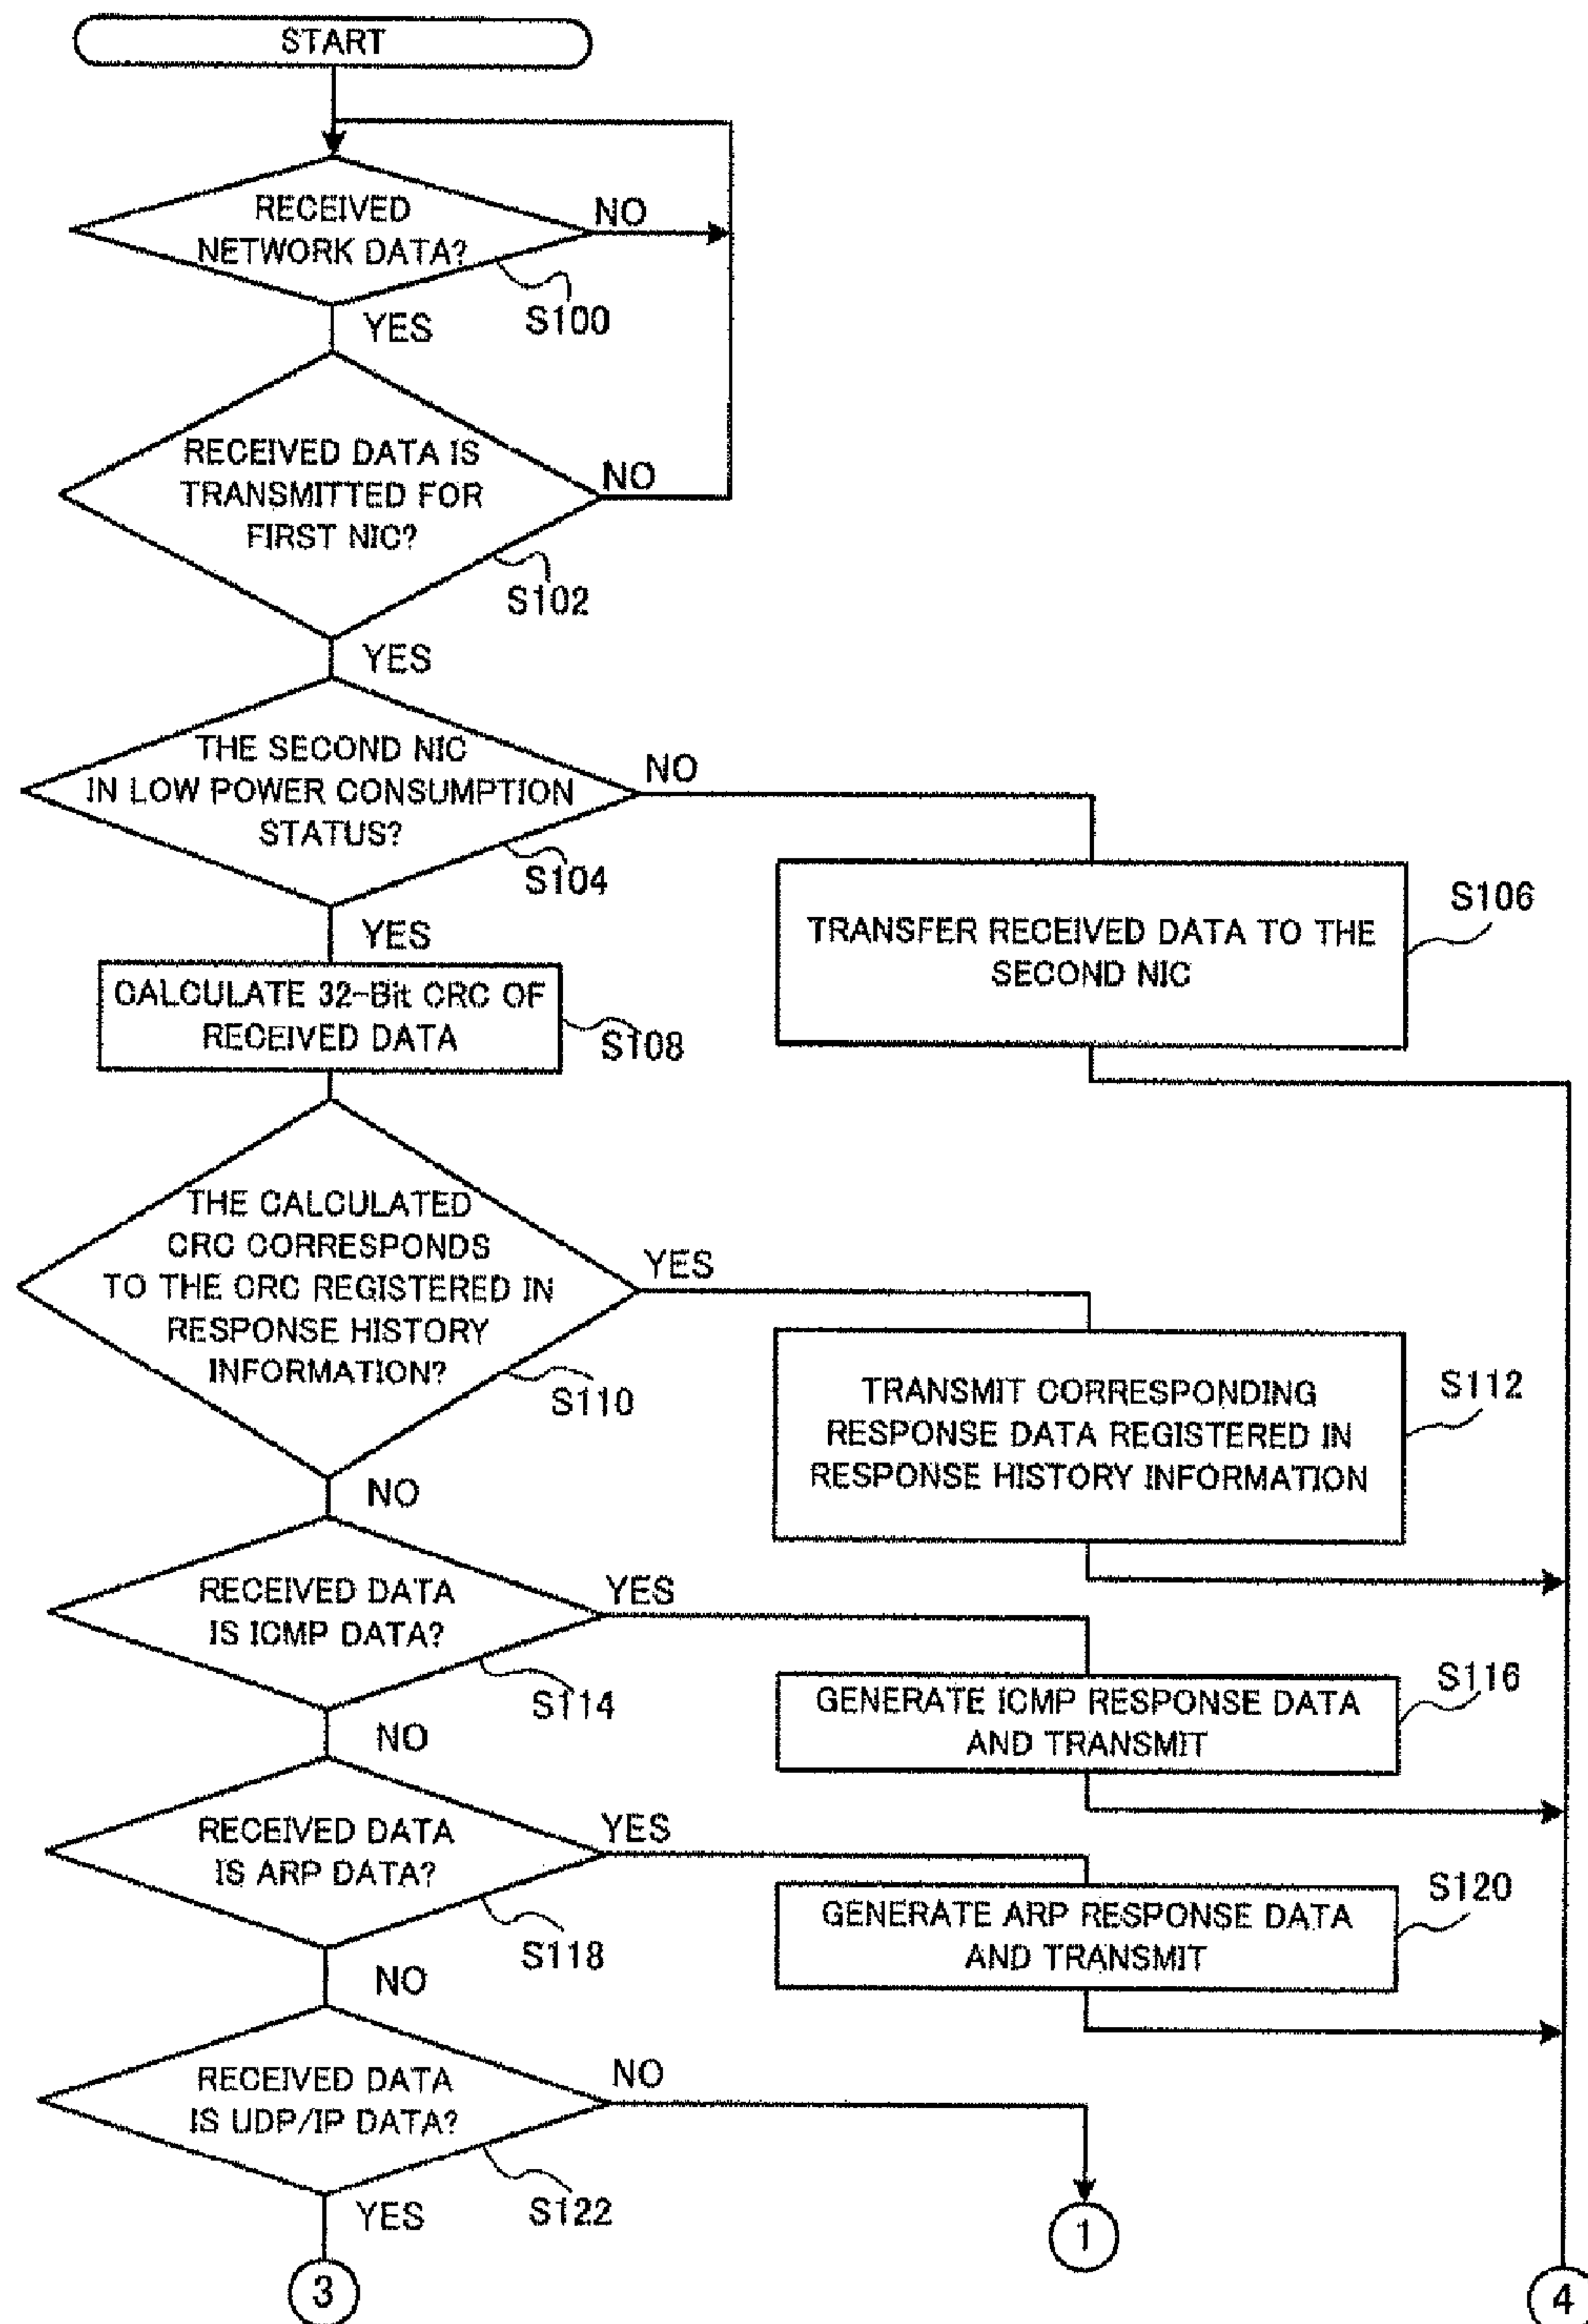 START
RECEIVED
NETWORK DATA?
NO
S100
YES
RECEIVED DATA IS
TRANSMITTED FOR
FIRST NIC?
NO
S102
YES
THE SECOND NIC
IN LOW POWER CONSUMPTION
STATUS?
NO
S104
YES
TRANSFER RECEIVED DATA TO THE
SECOND NIC
S106
CALCULATE 32-Bit CRC OF
RECEIVED DATA
S108
THE CALCULATED
CRC CORRESPONDS
TO THE CRC REGISTERED IN
RESPONSE HISTORY
INFORMATION?
YES
S110
NO
TRANSMIT CORRESPONDING
RESPONSE DATA REGISTERED IN
RESPONSE HISTORY INFORMATION
S112
RECEIVED DATA
IS ICMP DATA?
YES
S114
NO
GENERATE ICMP RESPONSE DATA
AND TRANSMIT
S116
RECEIVED DATA
IS ARP DATA?
YES
S118
NO
GENERATE ARP RESPONSE DATA
AND TRANSMIT
S120
RECEIVED DATA
IS UDP/IP DATA?
NO
S122
YES
1
3
4